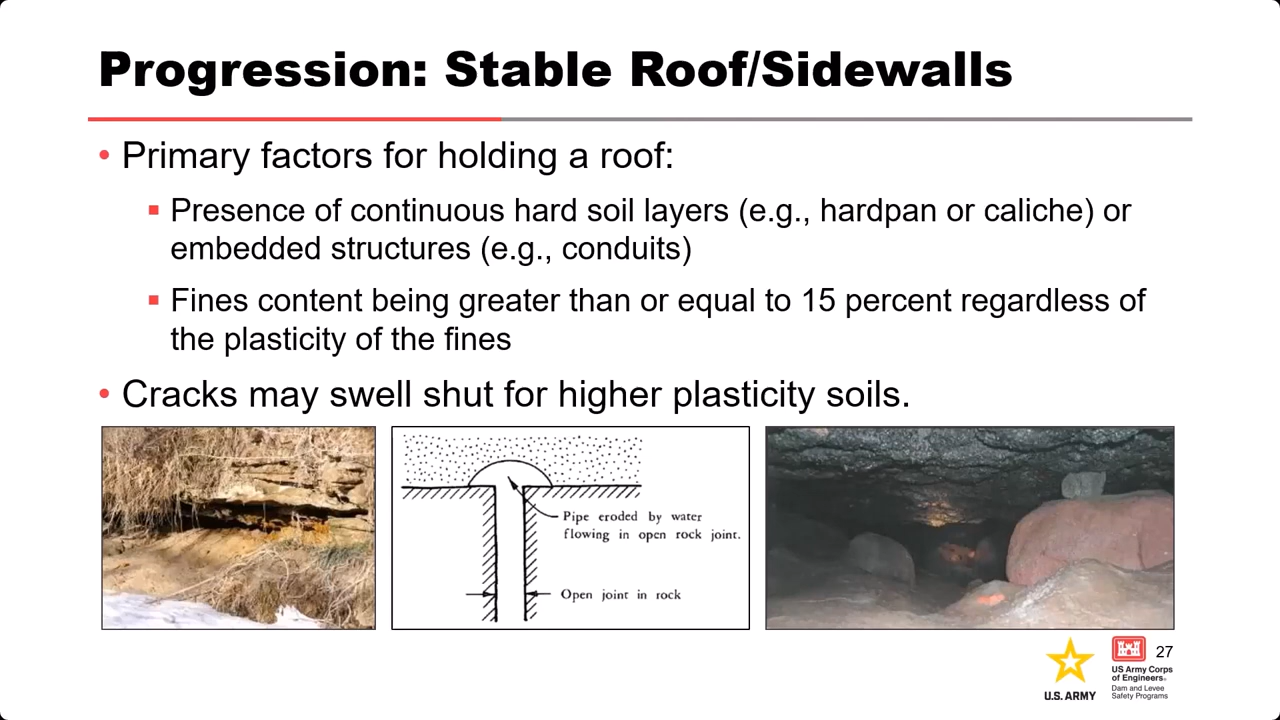 Progression: Stable Roof/Sidewalls
• Primary factors for holding a roof:
▪ Presence of continuous hard soil layers (e.g., hardpan or caliche) or
embedded structures (e.g., conduits)
▪ Fines content being greater than or equal to 15 percent regardless of
the plasticity of the fines
• Cracks may swell shut for higher plasticity soils.
Pipe eroded by water
flowing in open rock joint.
Open joint in rock
27
U.S. ARMY
US Army Corps
of Engineers®
Dam and Levee
Safety Programs